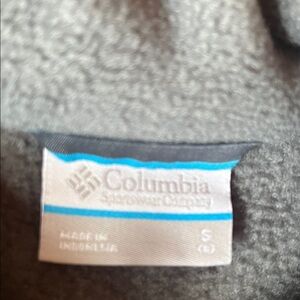 Columbia
Sportswear Company
MADE IN
INDONESIA
S